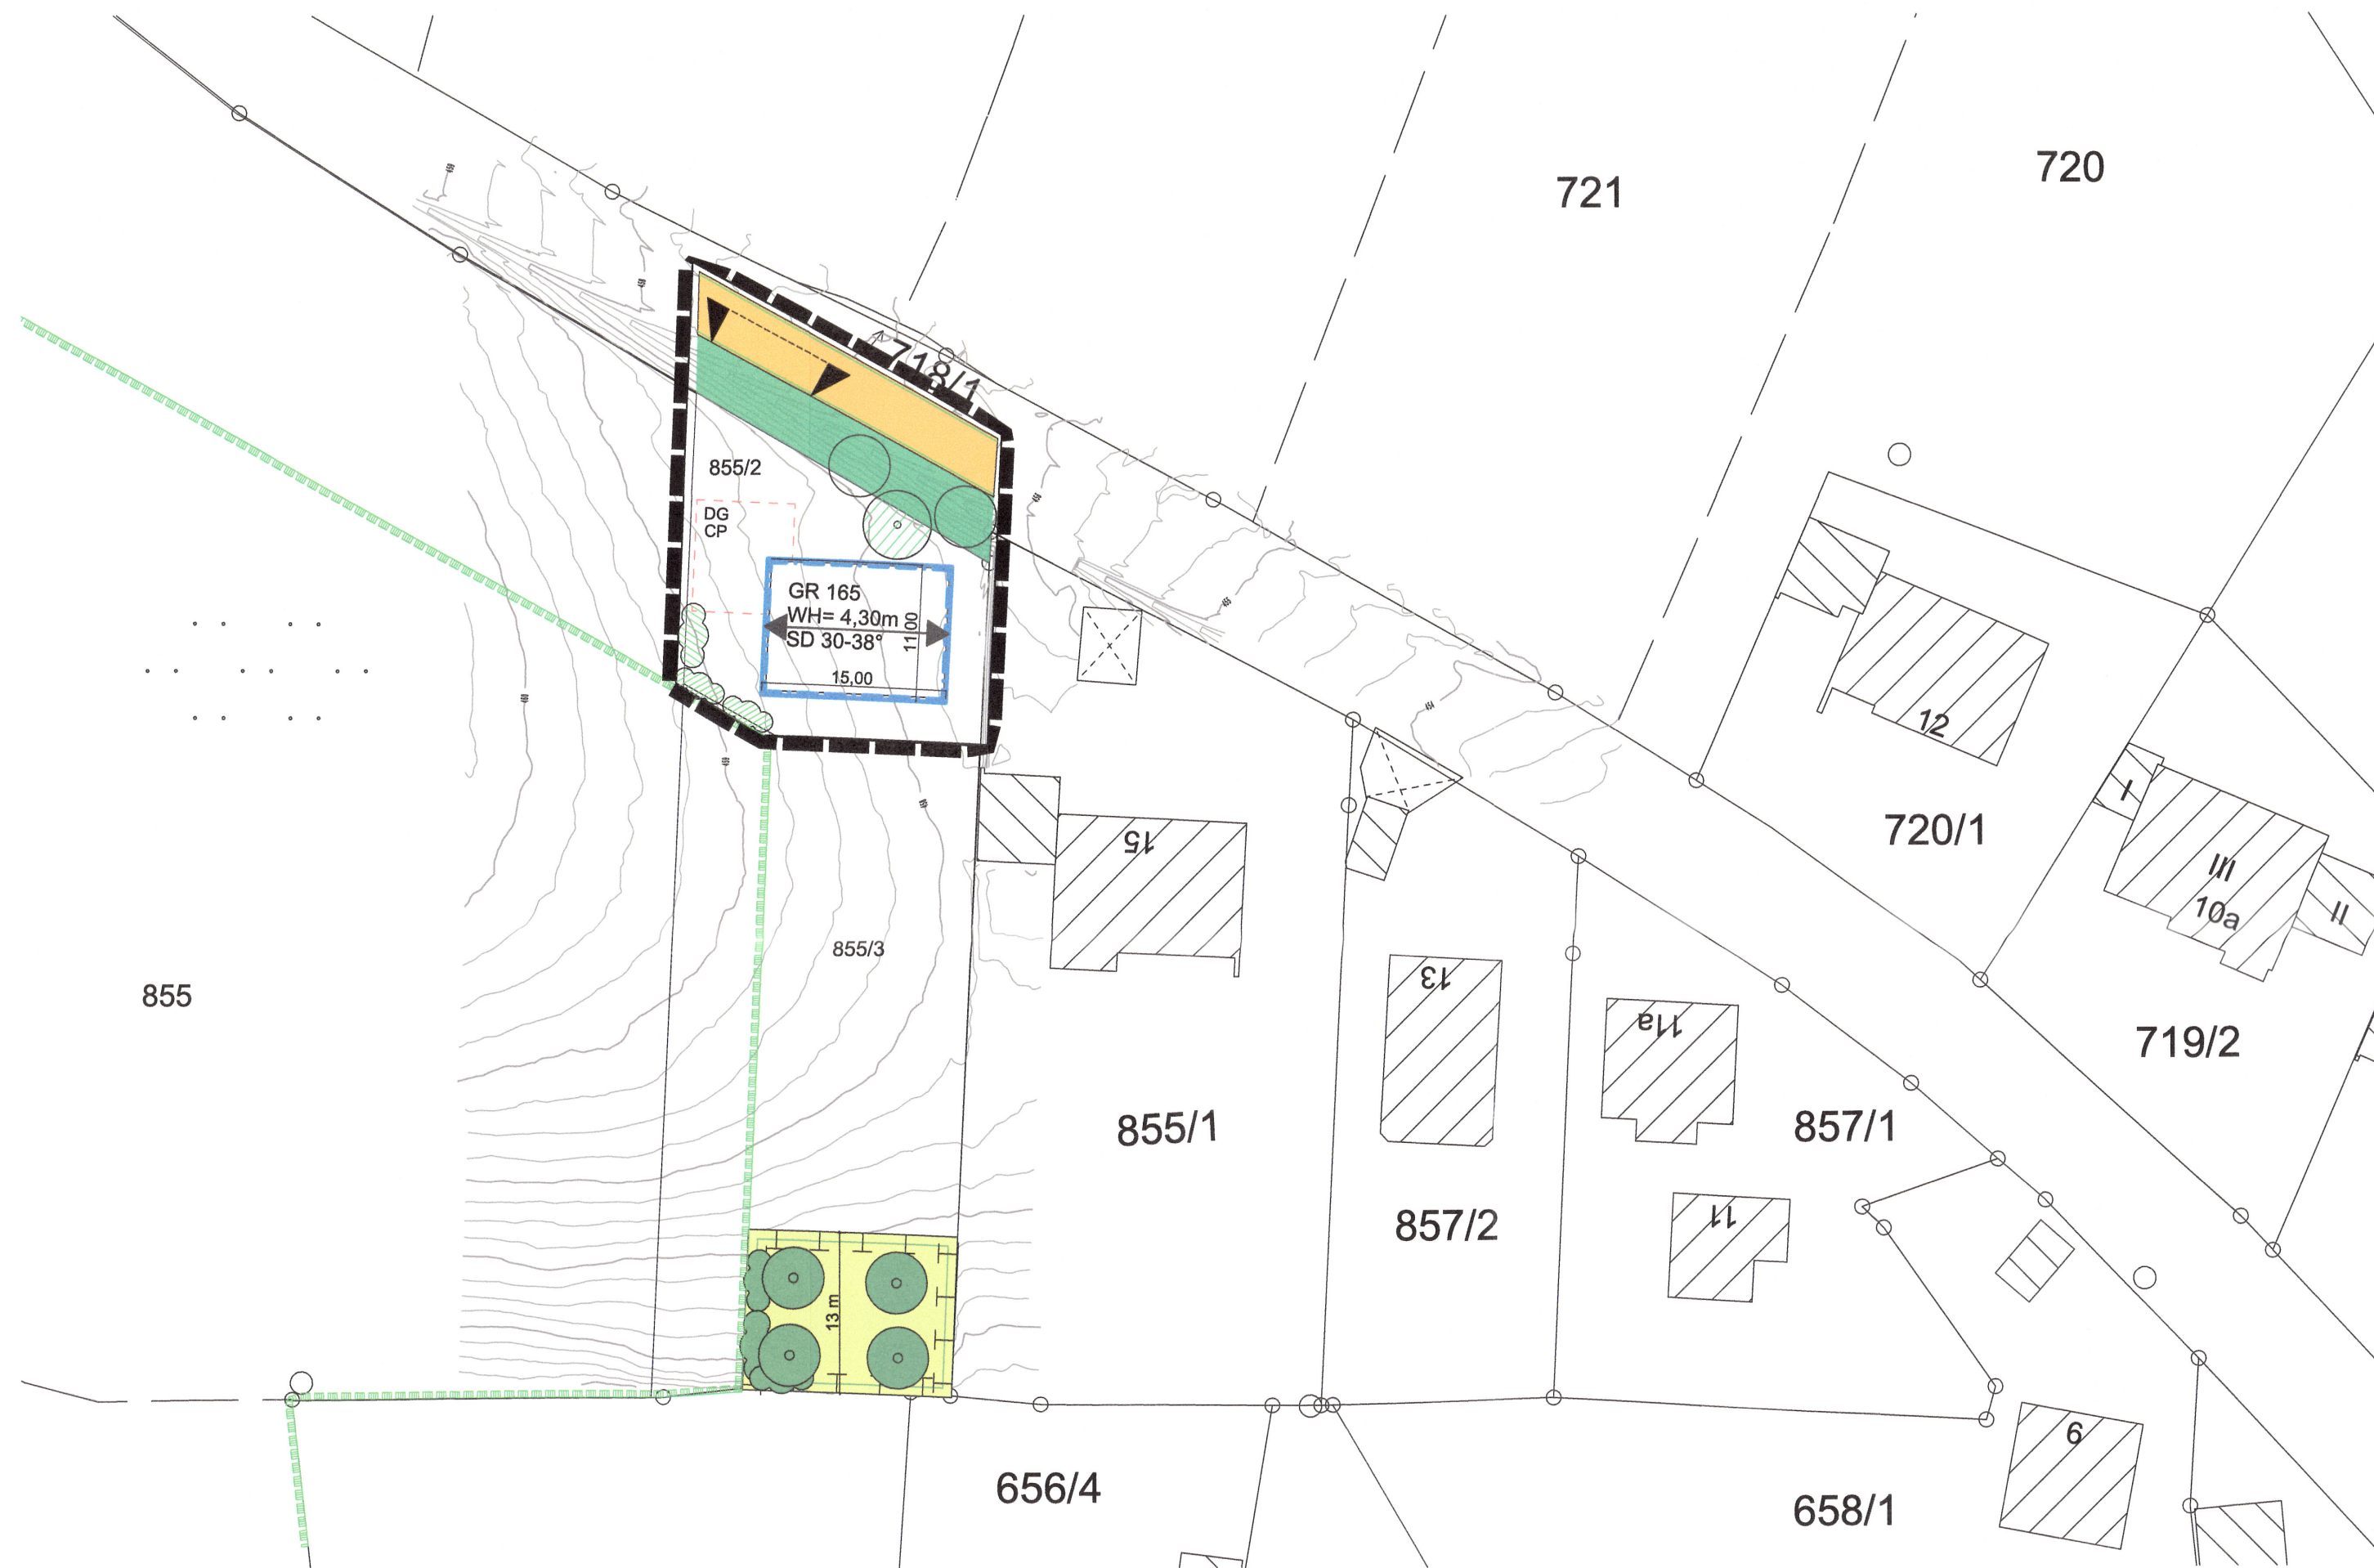 720
721
718/1
855/2
DG
CP
GR 165
WH= 4,30m
SD 30-38°
11,00
15,00
12
I
720/1
15
III
10a
II
855/3
13
855
11a
719/2
855/1
857/1
11
857/2
13 m
9
656/4
658/1